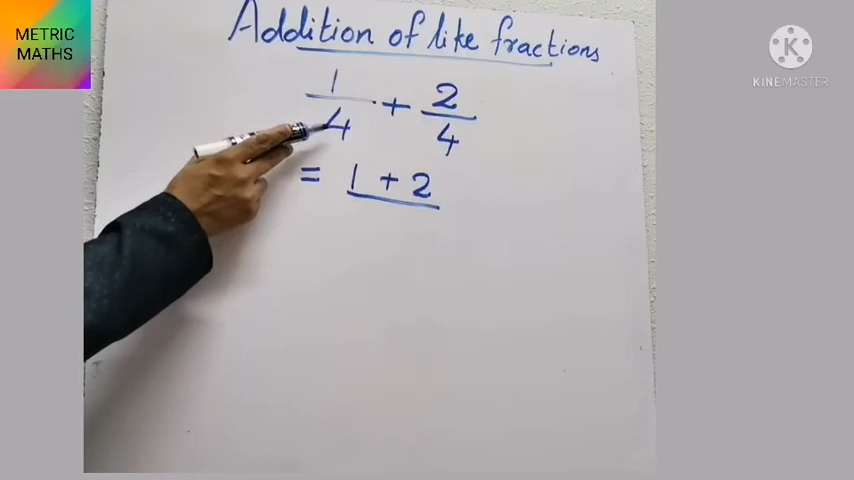 METRIC
MATHS
Addition of like fractions
1/4 + 2/4
= 1 + 2
K
KINEMASTER